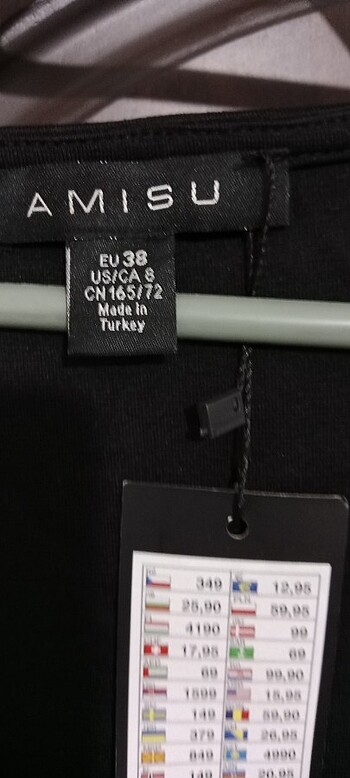 AMISU
EU 38
US/CA 8
CN 165/72
Made in
Turkey
349 12,95
25,90 59,95
4190 99
17,95 69
69 99,90
1599 15,95
149 59,90
379 26,95
849 4990